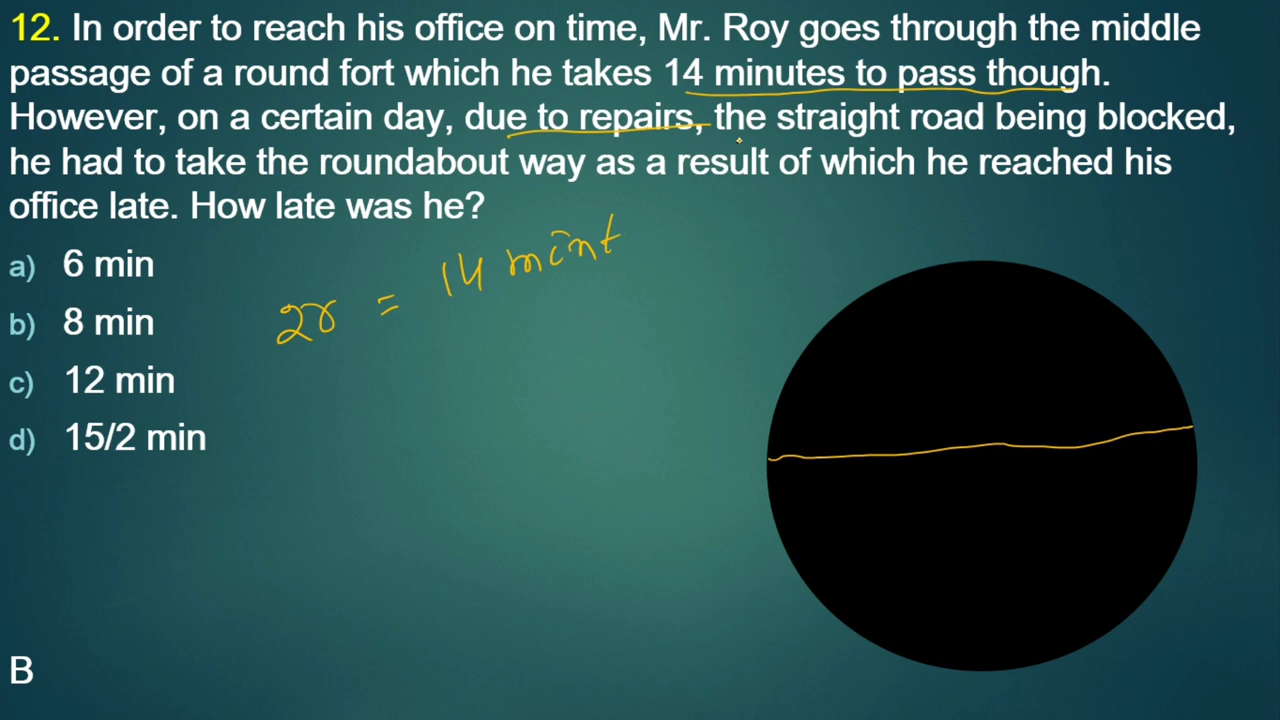 12. In order to reach his office on time, Mr. Roy goes through the middle
passage of a round fort which he takes 14 minutes to pass though.
However, on a certain day, due to repairs, the straight road being blocked,
he had to take the roundabout way as a result of which he reached his
office late. How late was he?
a) 6 min
2r = 14 mint
b) 8 min
c) 12 min
d) 15/2 min
B